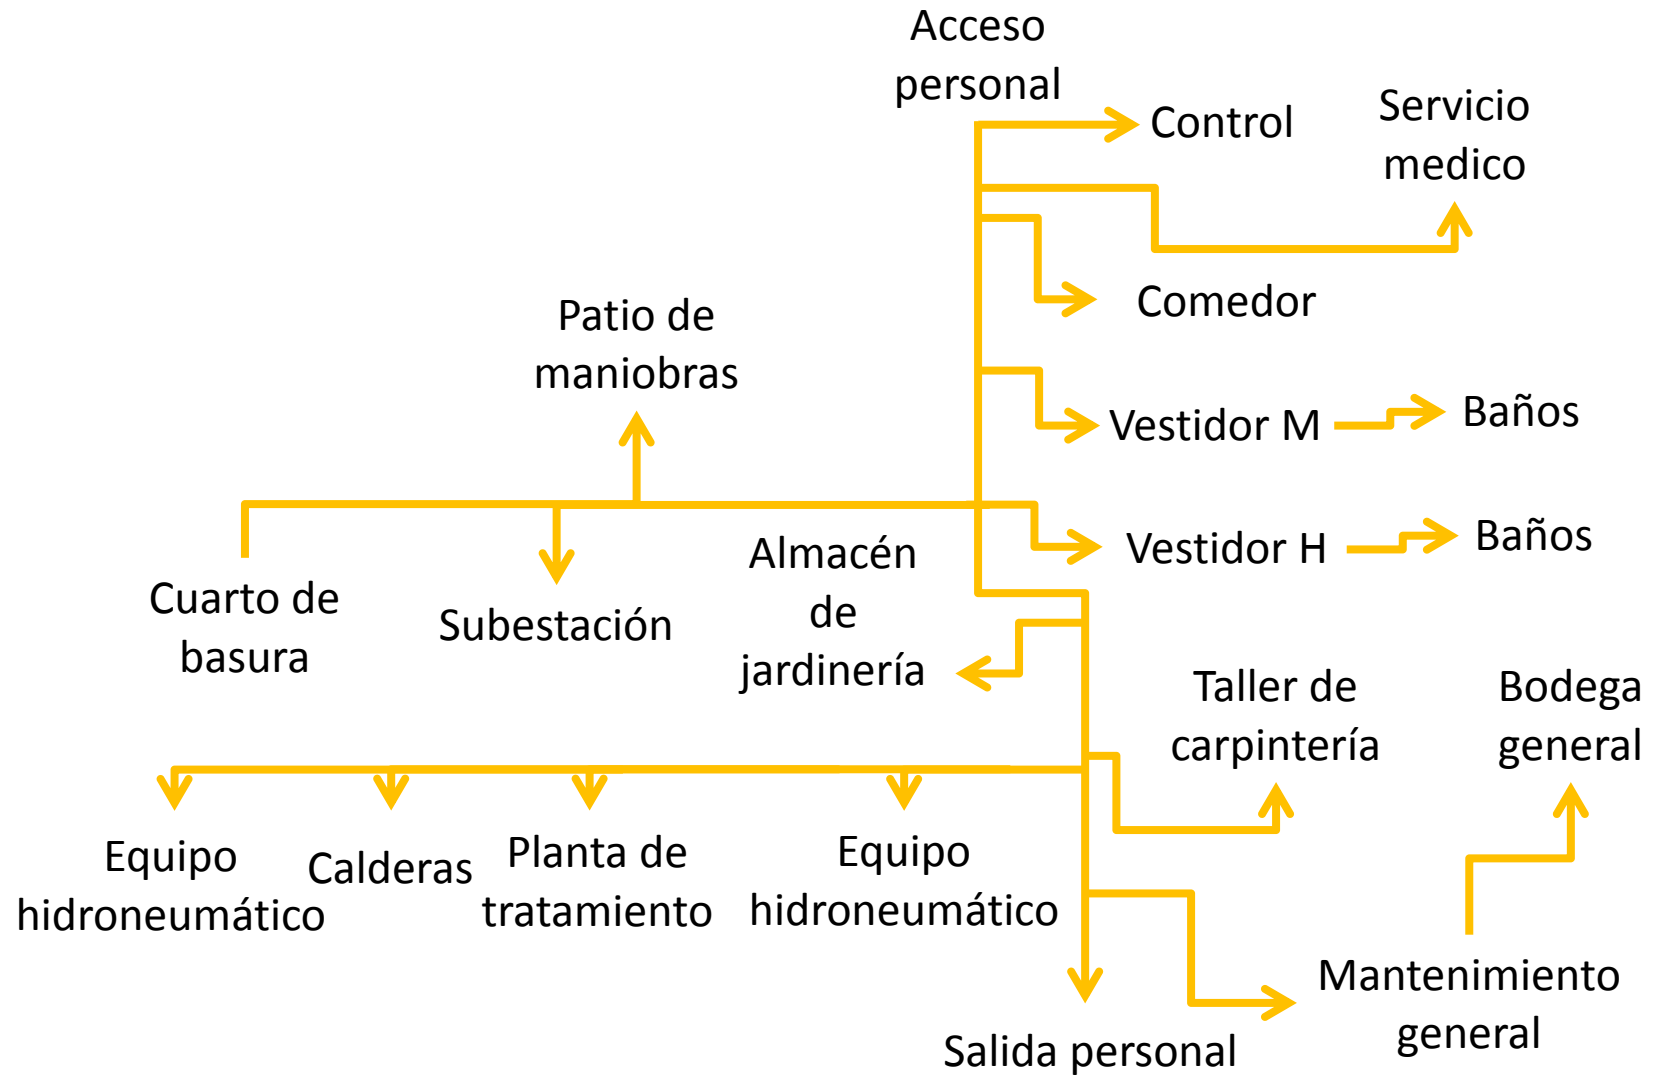 Acceso
personal
Control
Servicio
medico
Comedor
Patio de
maniobras
Vestidor M
Baños
Vestidor H
Baños
Almacén
de
jardinería
Cuarto de
basura
Subestación
Taller de
carpintería
Bodega
general
Equipo
hidroneumático
Calderas
Planta de
tratamiento
Equipo
hidroneumático
Mantenimiento
general
Salida personal